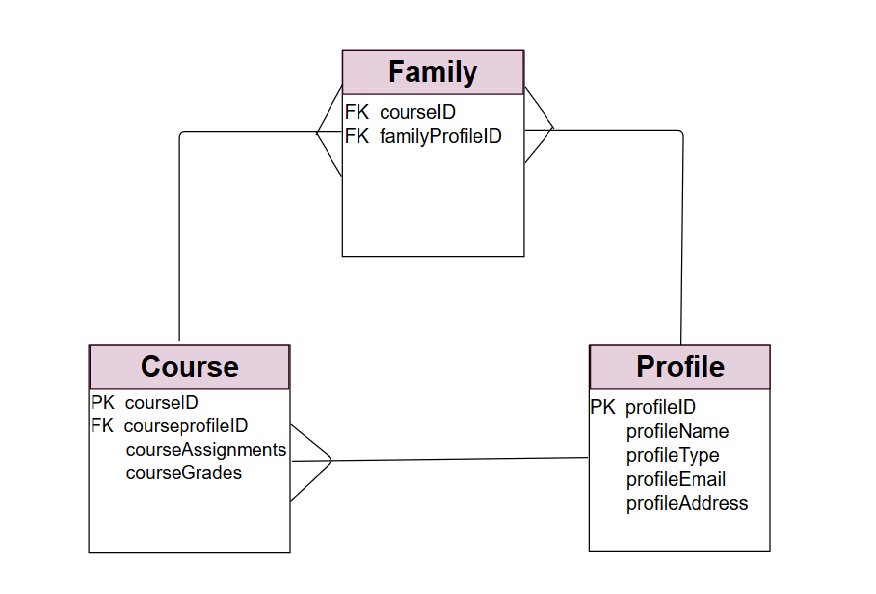 Family
FK courseID
FK familyProfileID
Course
PK courseID
FK courseprofileID
courseAssignments
courseGrades
Profile
PK profileID
profileName
profileType
profileEmail
profileAddress